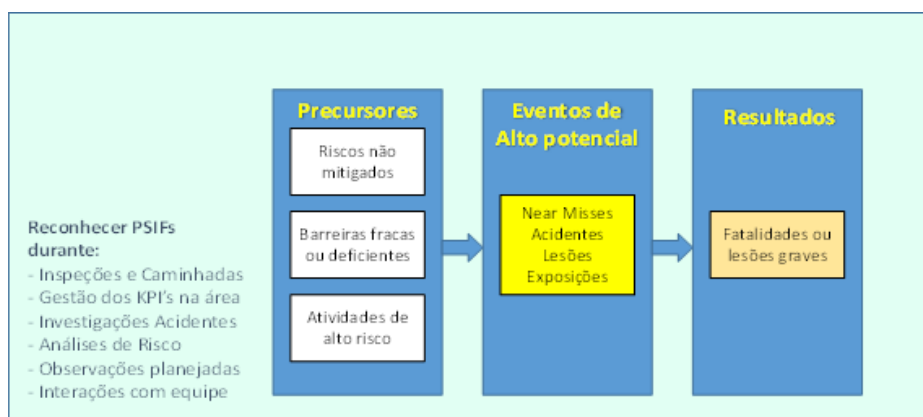 Reconhecer PSIFs
durante:
- Inspeções e Caminhadas
- Gestão dos KPI's na área
- Investigações Acidentes
- Análises de Risco
- Observações planejadas
- Interações com equipe
Precursores
Riscos não
mitigados
Barreiras fracas
ou deficientes
Atividades de
alto risco
Eventos de
Alto potencial
Near Misses
Acidentes
Lesões
Exposições
Resultados
Fatalidades ou
lesões graves